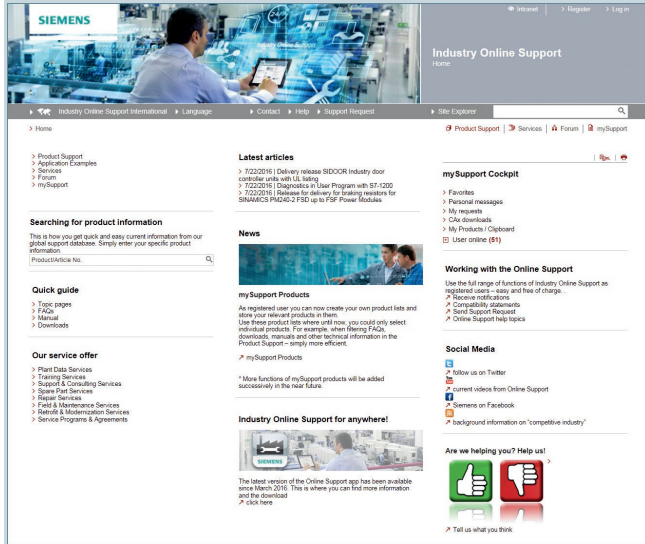 SIEMENS
Intranet
> Register
> Log in
Industry Online Support
Home
Industry Online Support International
Language
Contact
Help
Support Request
Site Explorer
> Home
Product Support
Services
Forum
mySupport
> Product Support
> Application Examples
> Services
> Forum
> mySupport
Searching for product information
This is how you get quick and easy current information from our
global support database. Simply enter your specific product
information.
Product/Article No.
Quick guide
> Topic pages
> FAQs
> Manual
> Downloads
Our service offer
> Plant Data Services
> Training Services
> Support & Consulting Services
> Spare Part Services
> Repair Services
> Field & Maintenance Services
> Retrofit & Modernization Services
> Service Programs & Agreements
Latest articles
> 7/22/2016 | Delivery release SIDOOR Industry door
controller units with UL listing
> 7/22/2016 | Diagnostics in User Program with S7-1200
> 7/22/2016 | Release for delivery for braking resistors for
SINAMICS PM240-2 FSD up to FSF Power Modules
News
mySupport Products
As registered user you can now create your own product lists and
store your relevant products in them.
Use these product lists where until now, you could only select
individual products. For example, when filtering FAQs,
downloads, manuals and other technical information in the
Product Support – simply more efficient.
mySupport Products
* More functions of mySupport products will be added
successively in the near future.
Industry Online Support for anywhere!
SIEMENS
The latest version of the Online Support app has been available
since March 2016. This is where you can find more information
and the download
click here
mySupport Cockpit
> Favorites
> Personal messages
> My requests
> CAx downloads
> My Products / Clipboard
User online (51)
Working with the Online Support
Use the full range of functions of Industry Online Support as
registered users – easy and free of charge. .
Receive notifications
Compatibility statements
Send Support Request
Online Support help topics
Social Media
follow us on Twitter
current videos from Online Support
Siemens on Facebook
background information on "competitive industry"
Are we helping you? Help us!
Tell us what you think